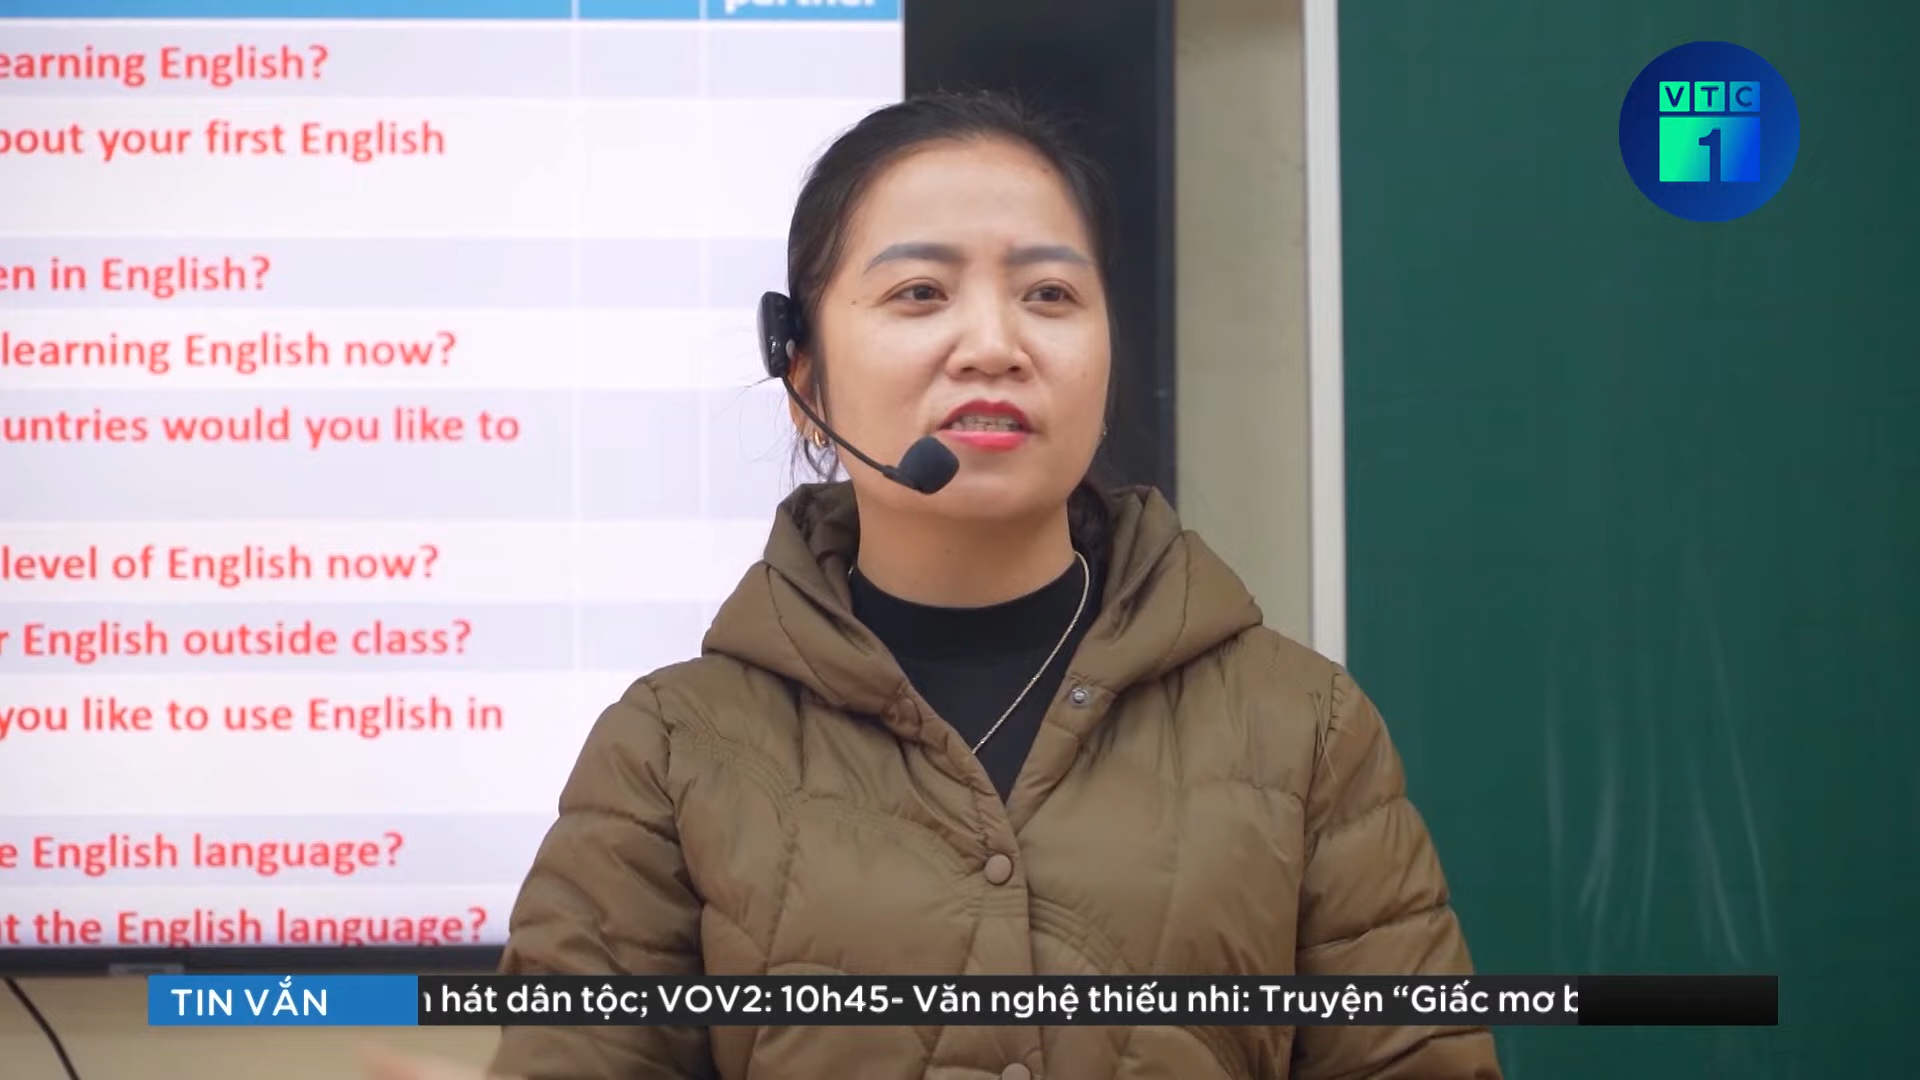 earning English?
bout your first English
en in English?
learning English now?
untries would you like to
level of English now?
r English outside class?
you like to use English in
e English language?
t the English language?
VTC
1
TIN VẮN
hát dân tộc; VOV2: 10h45- Văn nghệ thiếu nhi: Truyện “Giấc mơ b